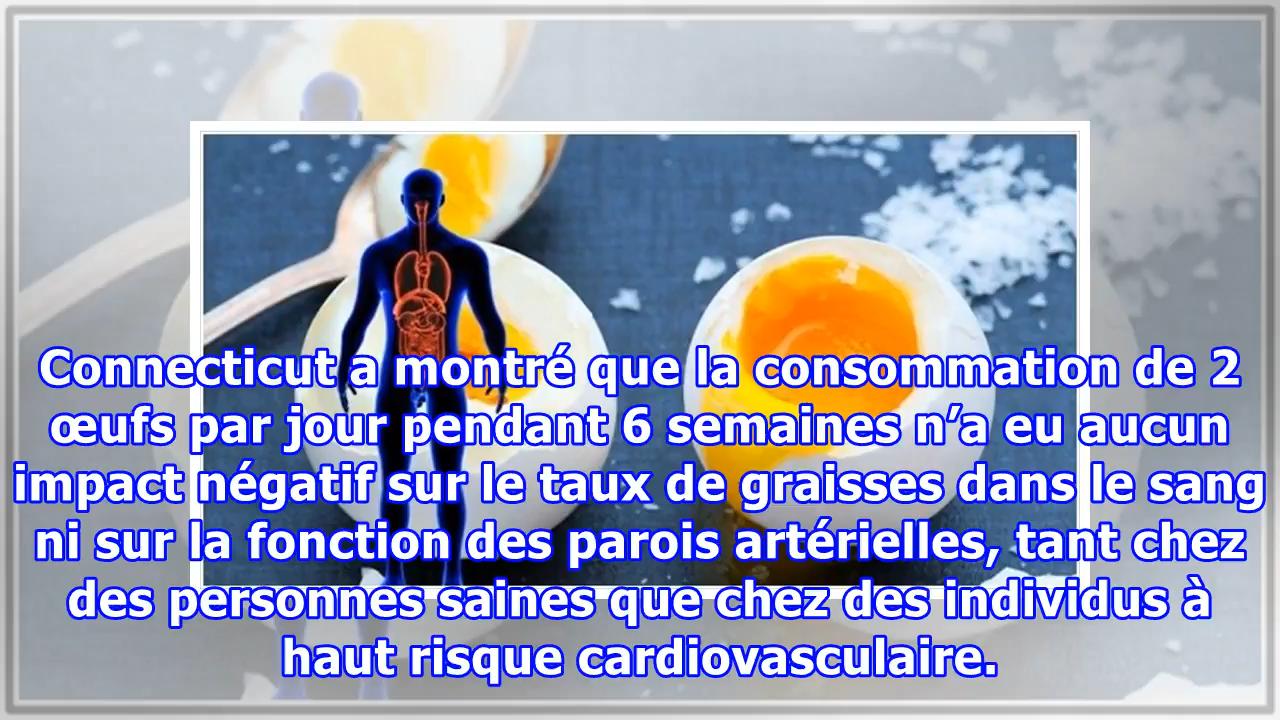 Connecticut a montré que la consommation de 2
œufs par jour pendant 6 semaines n’a eu aucun
impact négatif sur le taux de graisses dans le sang
ni sur la fonction des parois artérielles, tant chez
des personnes saines que chez des individus à
haut risque cardiovasculaire.